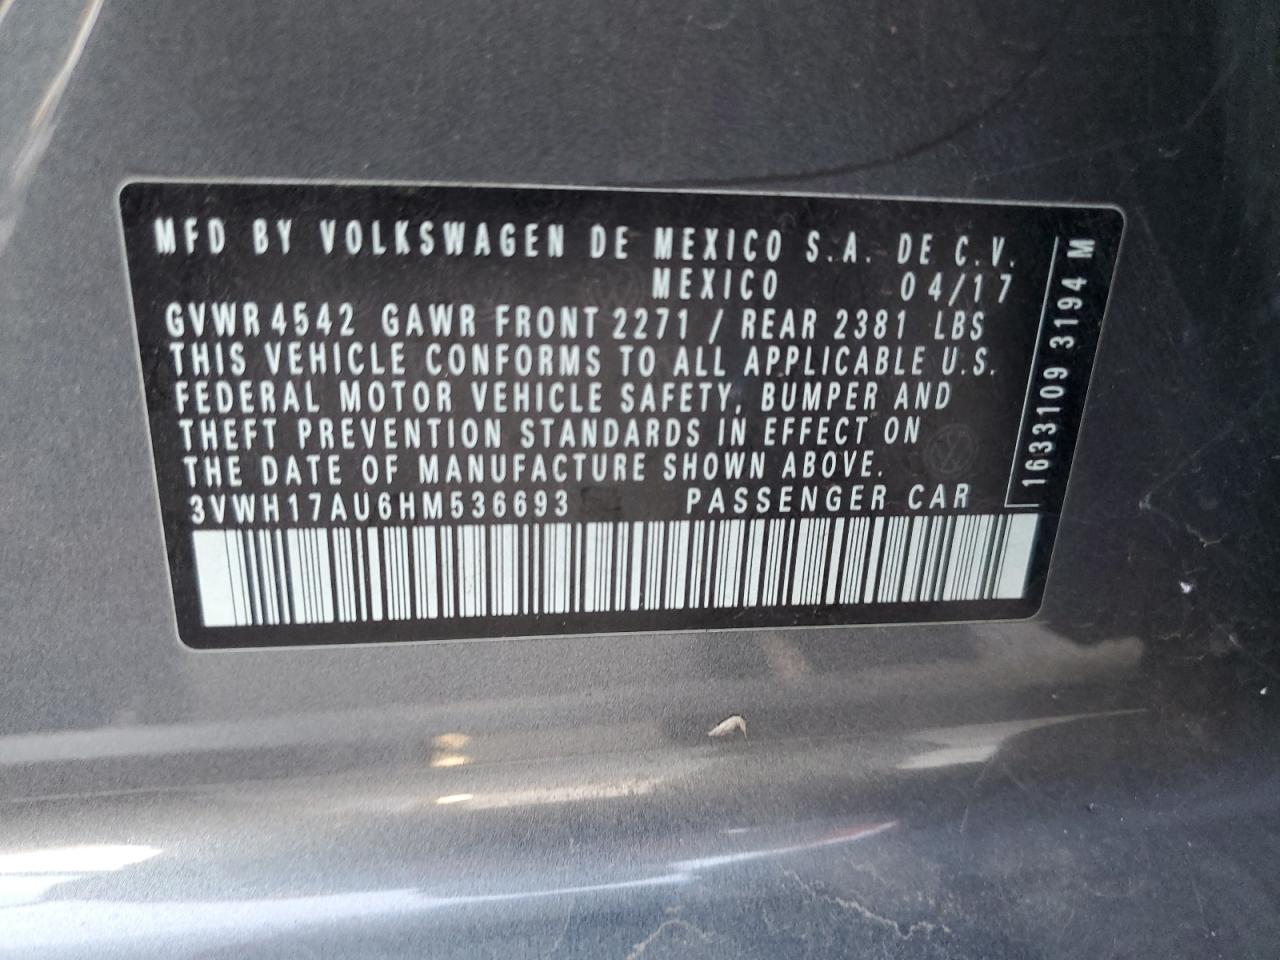 MFD BY VOLKSWAGEN DE MEXICO S.A. DE C.V.
MEXICO 04/17
GVWR 4542 GAWR FRONT 2271 / REAR 2381 LBS
THIS VEHICLE CONFORMS TO ALL APPLICABLE U.S.
FEDERAL MOTOR VEHICLE SAFETY, BUMPER AND
THEFT PREVENTION STANDARDS IN EFFECT ON
THE DATE OF MANUFACTURE SHOWN ABOVE.
3VWH17AU6HM536693 PASSENGER CAR
1633109 3194 M